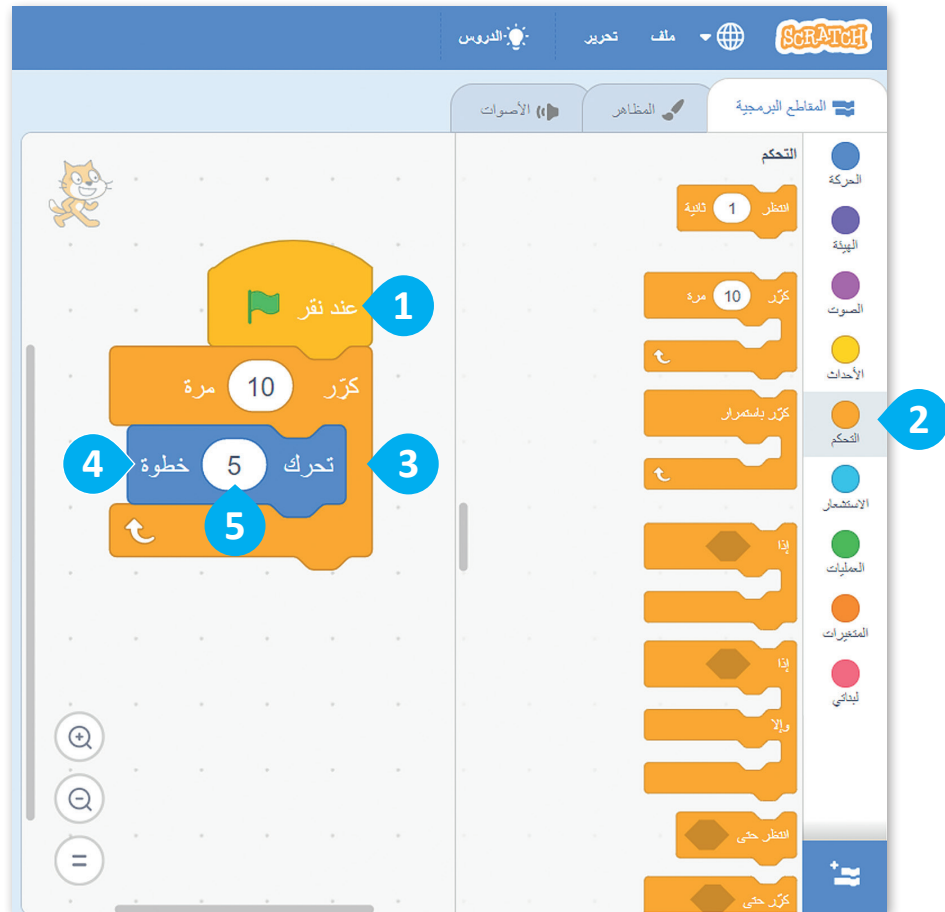 SCRATCH
ملف
تحرير
الدروس
المقاطع البرمجية
المظاهر
الأصوات
الحركة
الهيئة
الصوت
الأحداث
التحكم
الاستشعار
العمليات
المتغيرات
لبناتي
التحكم
انتظر 1 ثانية
كرّر 10 مرة
كرّر باستمرار
إذا
إذا
وإلا
انتظر حتى
كرّر حتى
عند نقر
1
كرّر 10 مرة
2
تحرك 5 خطوة
3
4
5